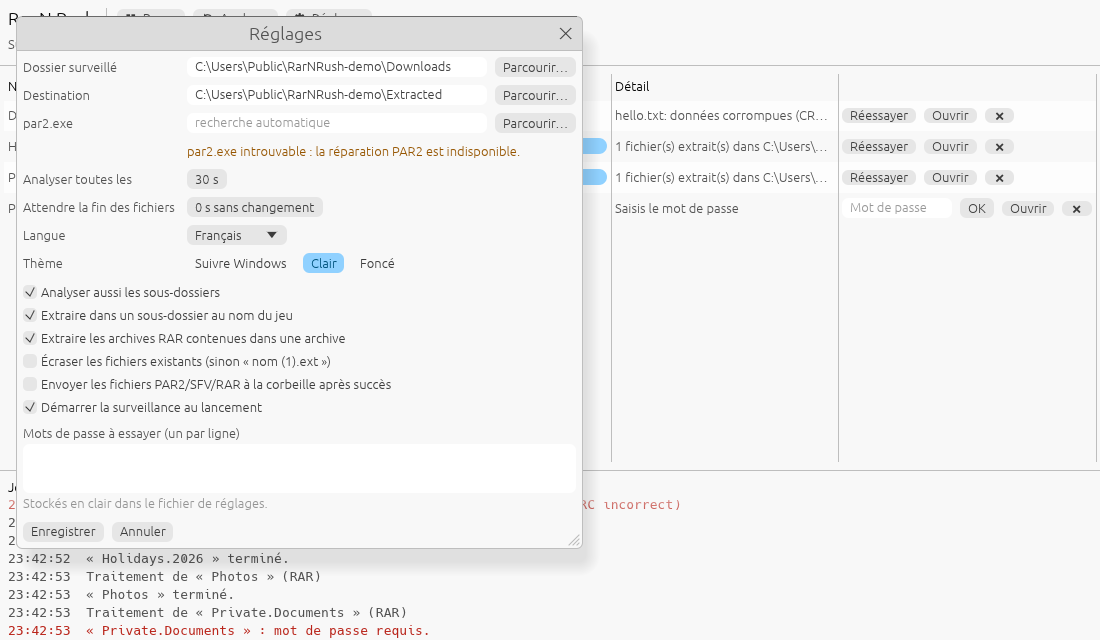 Réglages
Dossier surveillé C:\Users\Public\RarNRush-demo\Downloads Parcourir...
Destination C:\Users\Public\RarNRush-demo\Extracted Parcourir...
par2.exe recherche automatique Parcourir...
par2.exe introuvable : la réparation PAR2 est indisponible.
Analyser toutes les 30 s
Attendre la fin des fichiers 0 s sans changement
Langue Français
Thème Suivre Windows Clair Foncé
Analyser aussi les sous-dossiers
Extraire dans un sous-dossier au nom du jeu
Extraire les archives RAR contenues dans une archive
Écraser les fichiers existants (sinon « nom (1).ext »)
Envoyer les fichiers PAR2/SFV/RAR à la corbeille après succès
Démarrer la surveillance au lancement
Mots de passe à essayer (un par ligne)
Stockés en clair dans le fichier de réglages.
Enregistrer Annuler
Détail
hello.txt: données corrompues (CR... Réessayer Ouvrir
1 fichier(s) extrait(s) dans C:\Users\... Réessayer Ouvrir
1 fichier(s) extrait(s) dans C:\Users\... Réessayer Ouvrir
Saisis le mot de passe Mot de passe OK Ouvrir
RC incorrect)
23:42:52 « Holidays.2026 » terminé.
23:42:53 Traitement de « Photos » (RAR)
23:42:53 « Photos » terminé.
23:42:53 Traitement de « Private.Documents » (RAR)
23:42:53 « Private.Documents » : mot de passe requis.